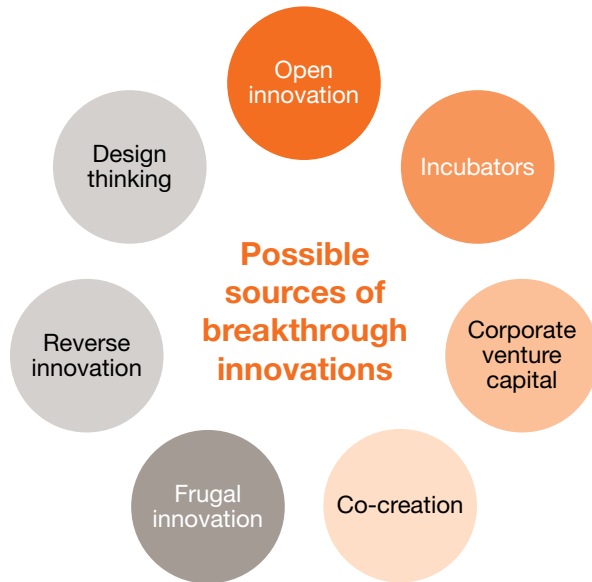 Open
innovation
Incubators
Corporate
venture
capital
Co-creation
Frugal
innovation
Reverse
innovation
Design
thinking
Possible
sources of
breakthrough
innovations